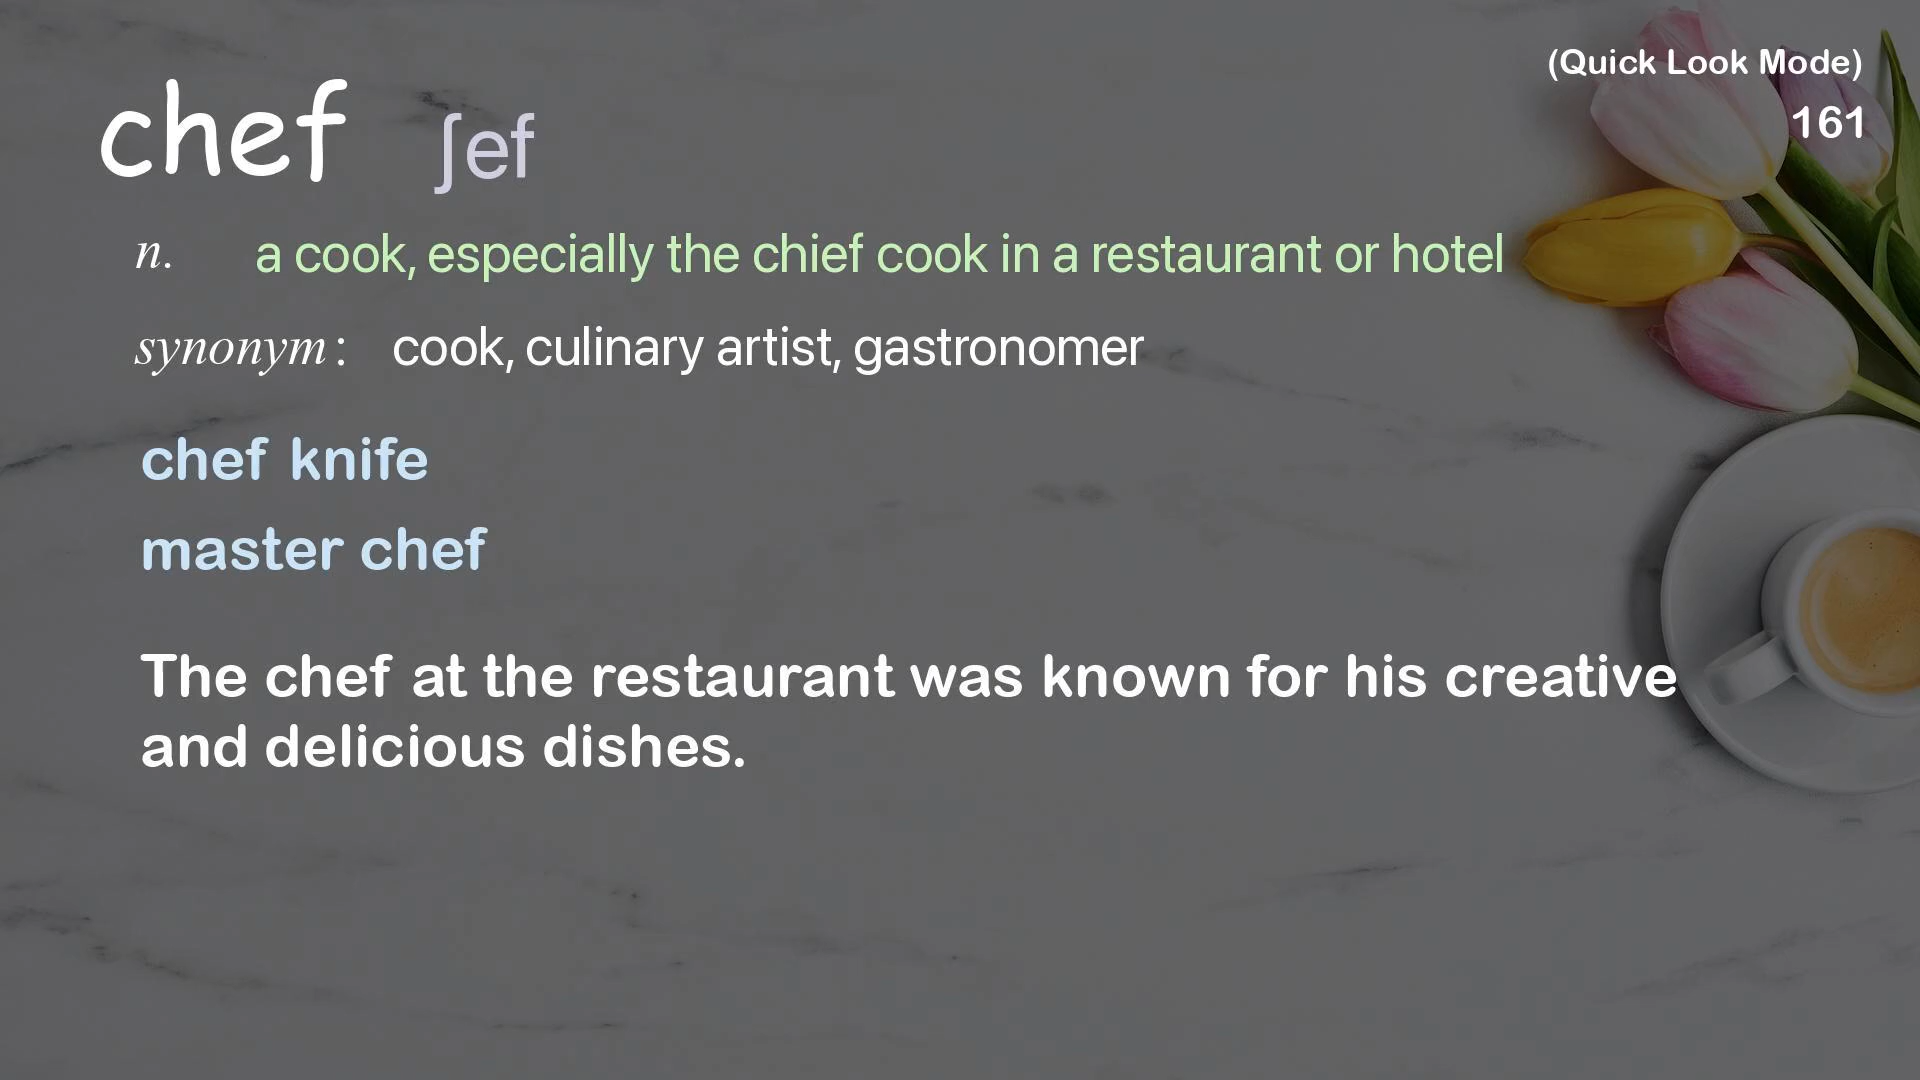 (Quick Look Mode)
161
chef ʃef
n. a cook, especially the chief cook in a restaurant or hotel
synonym: cook, culinary artist, gastronomer
chef knife
master chef
The chef at the restaurant was known for his creative
and delicious dishes.